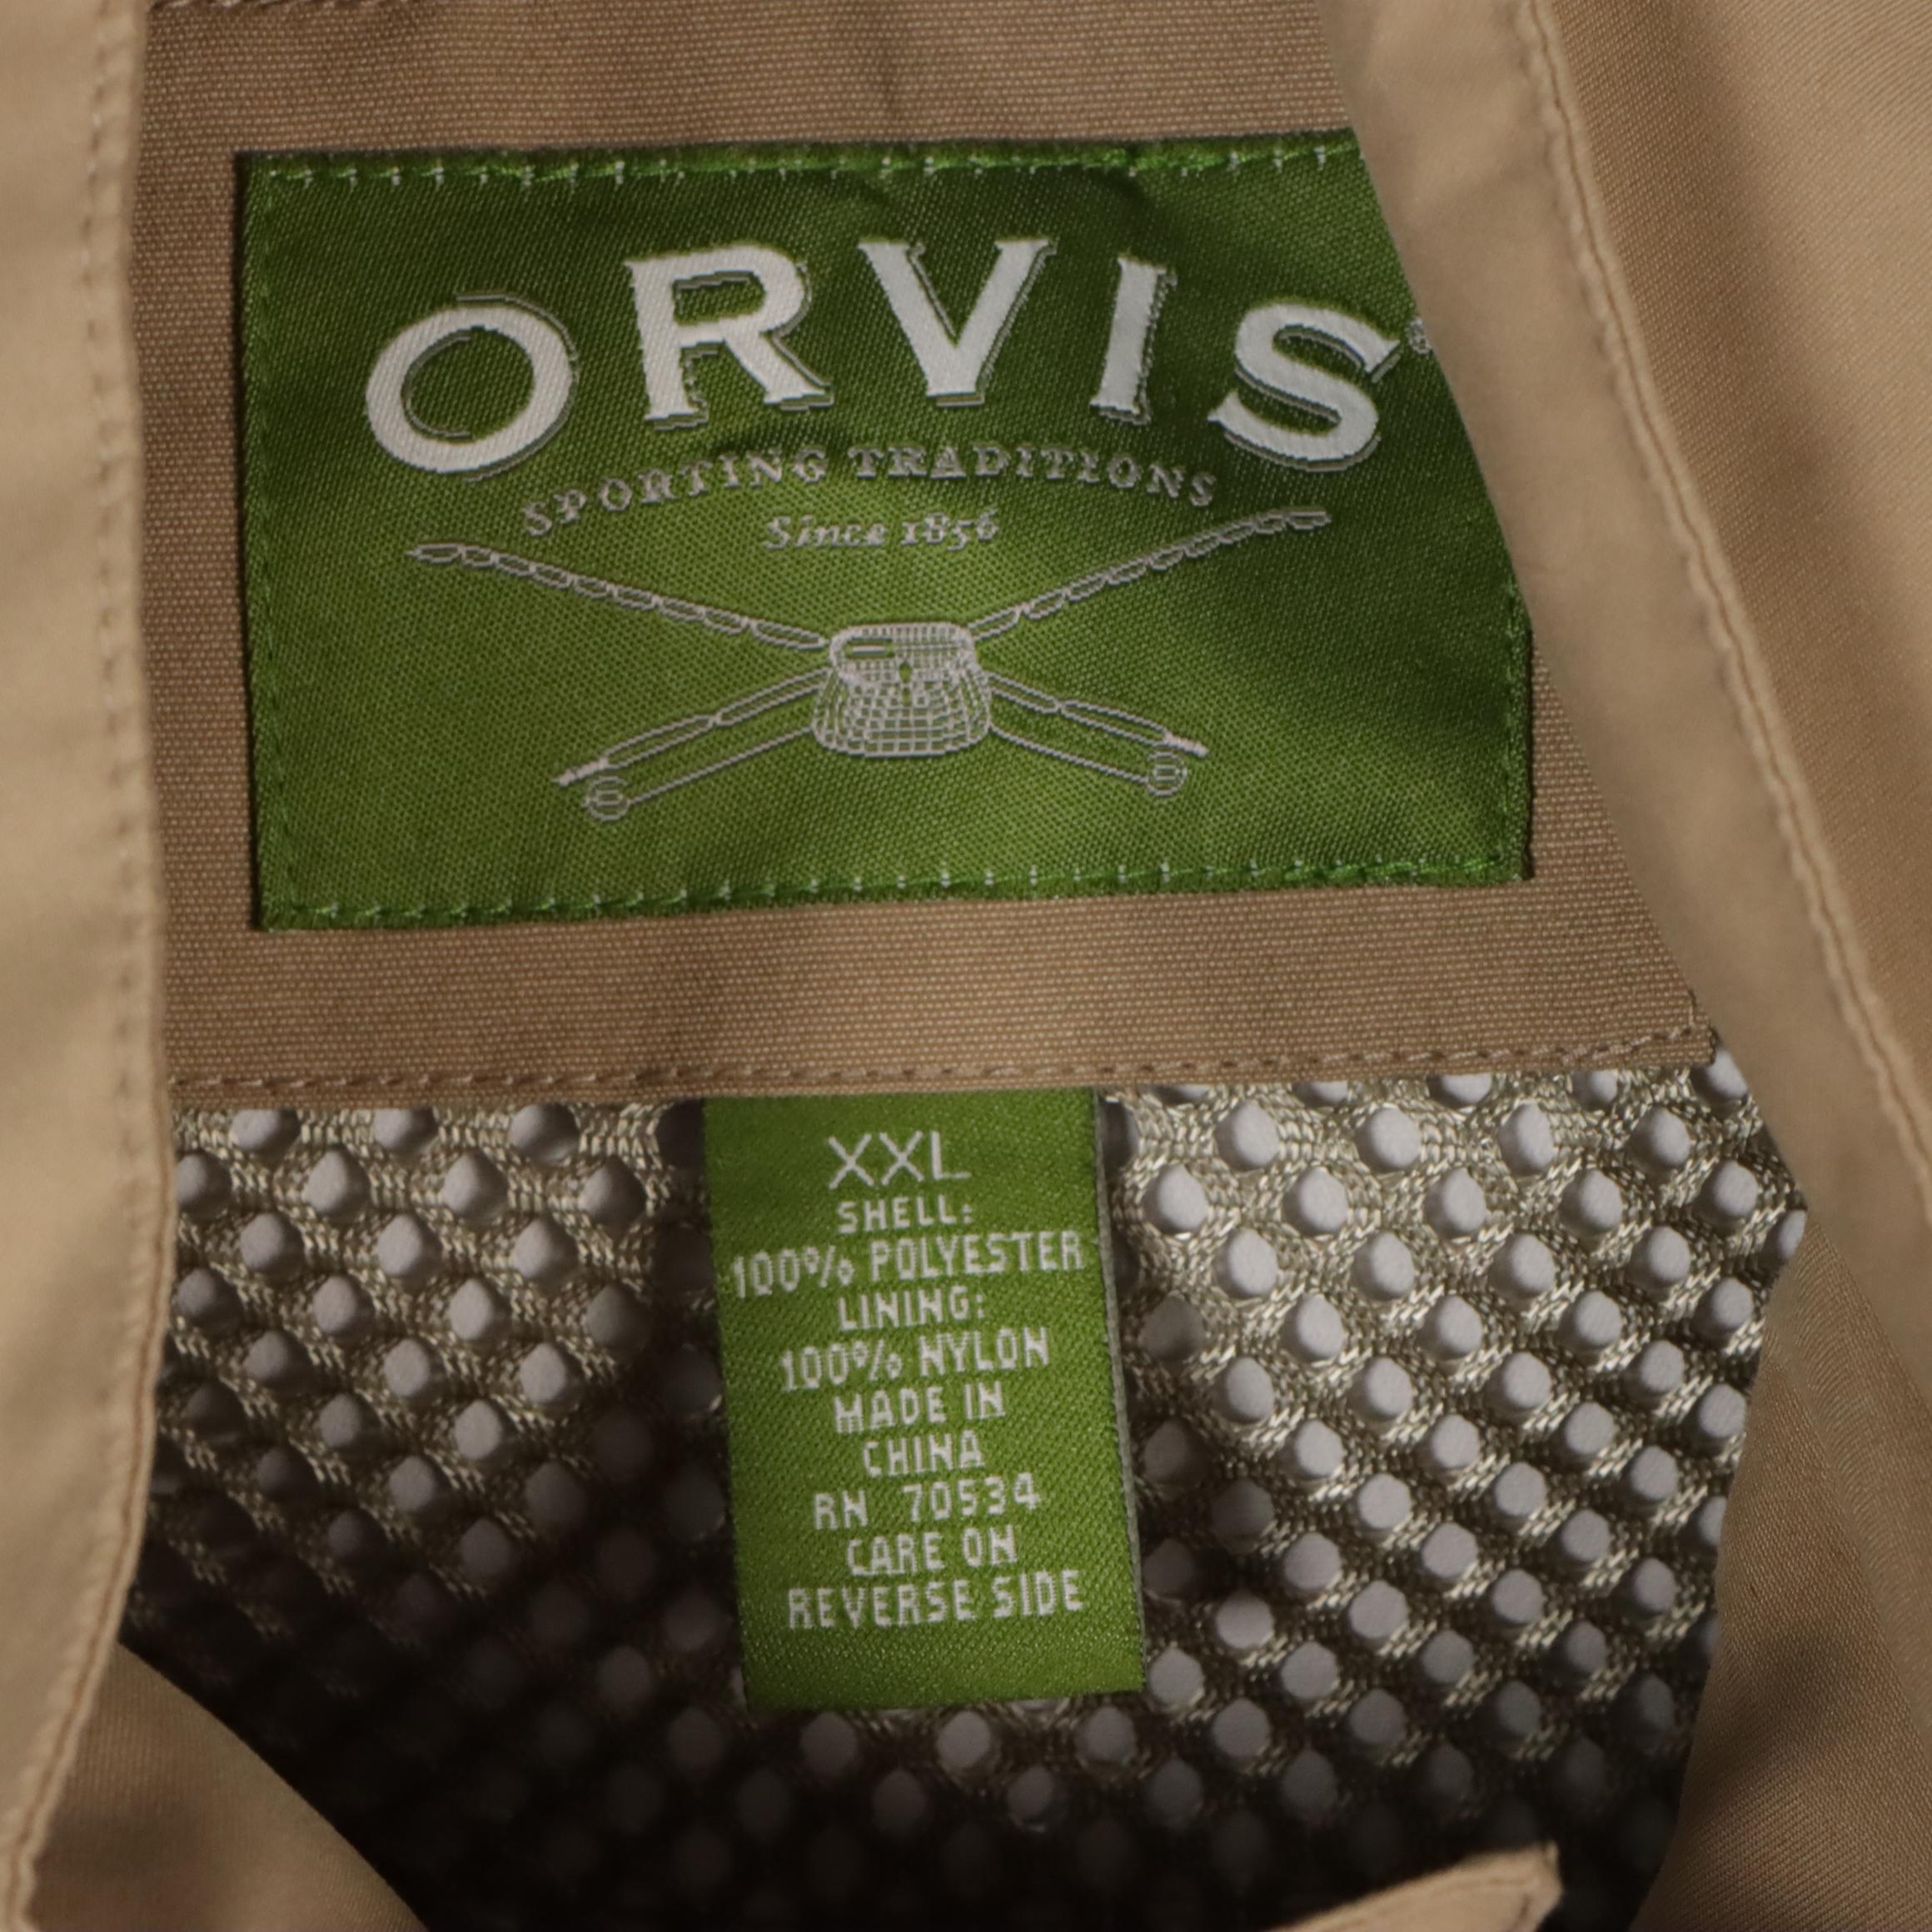 ORVIS®
SPORTING TRADITIONS
Since 1856
XXL
SHELL:
100% POLYESTER
LINING:
100% NYLON
MADE IN
CHINA
RN 70534
CARE ON
REVERSE SIDE